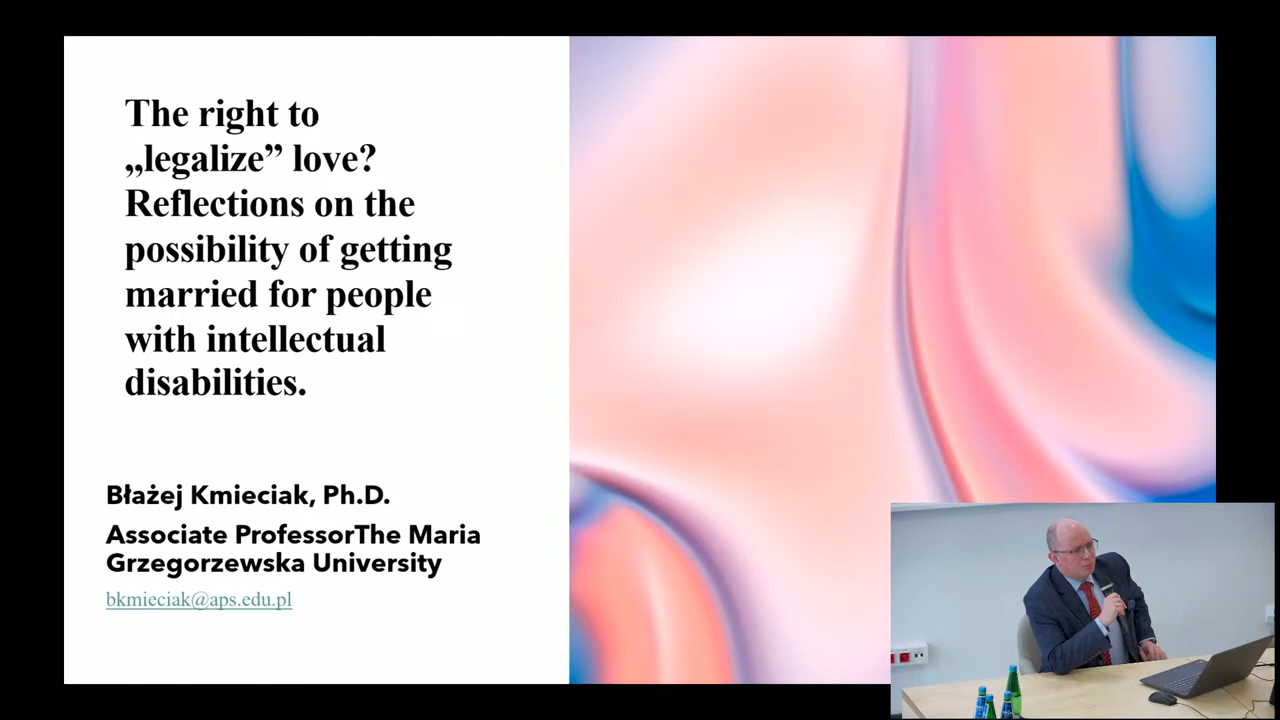 The right to
„legalize” love?
Reflections on the
possibility of getting
married for people
with intellectual
disabilities.
Błażej Kmieciak, Ph.D.
Associate ProfessorThe Maria
Grzegorzewska University
bkmieciak@aps.edu.pl